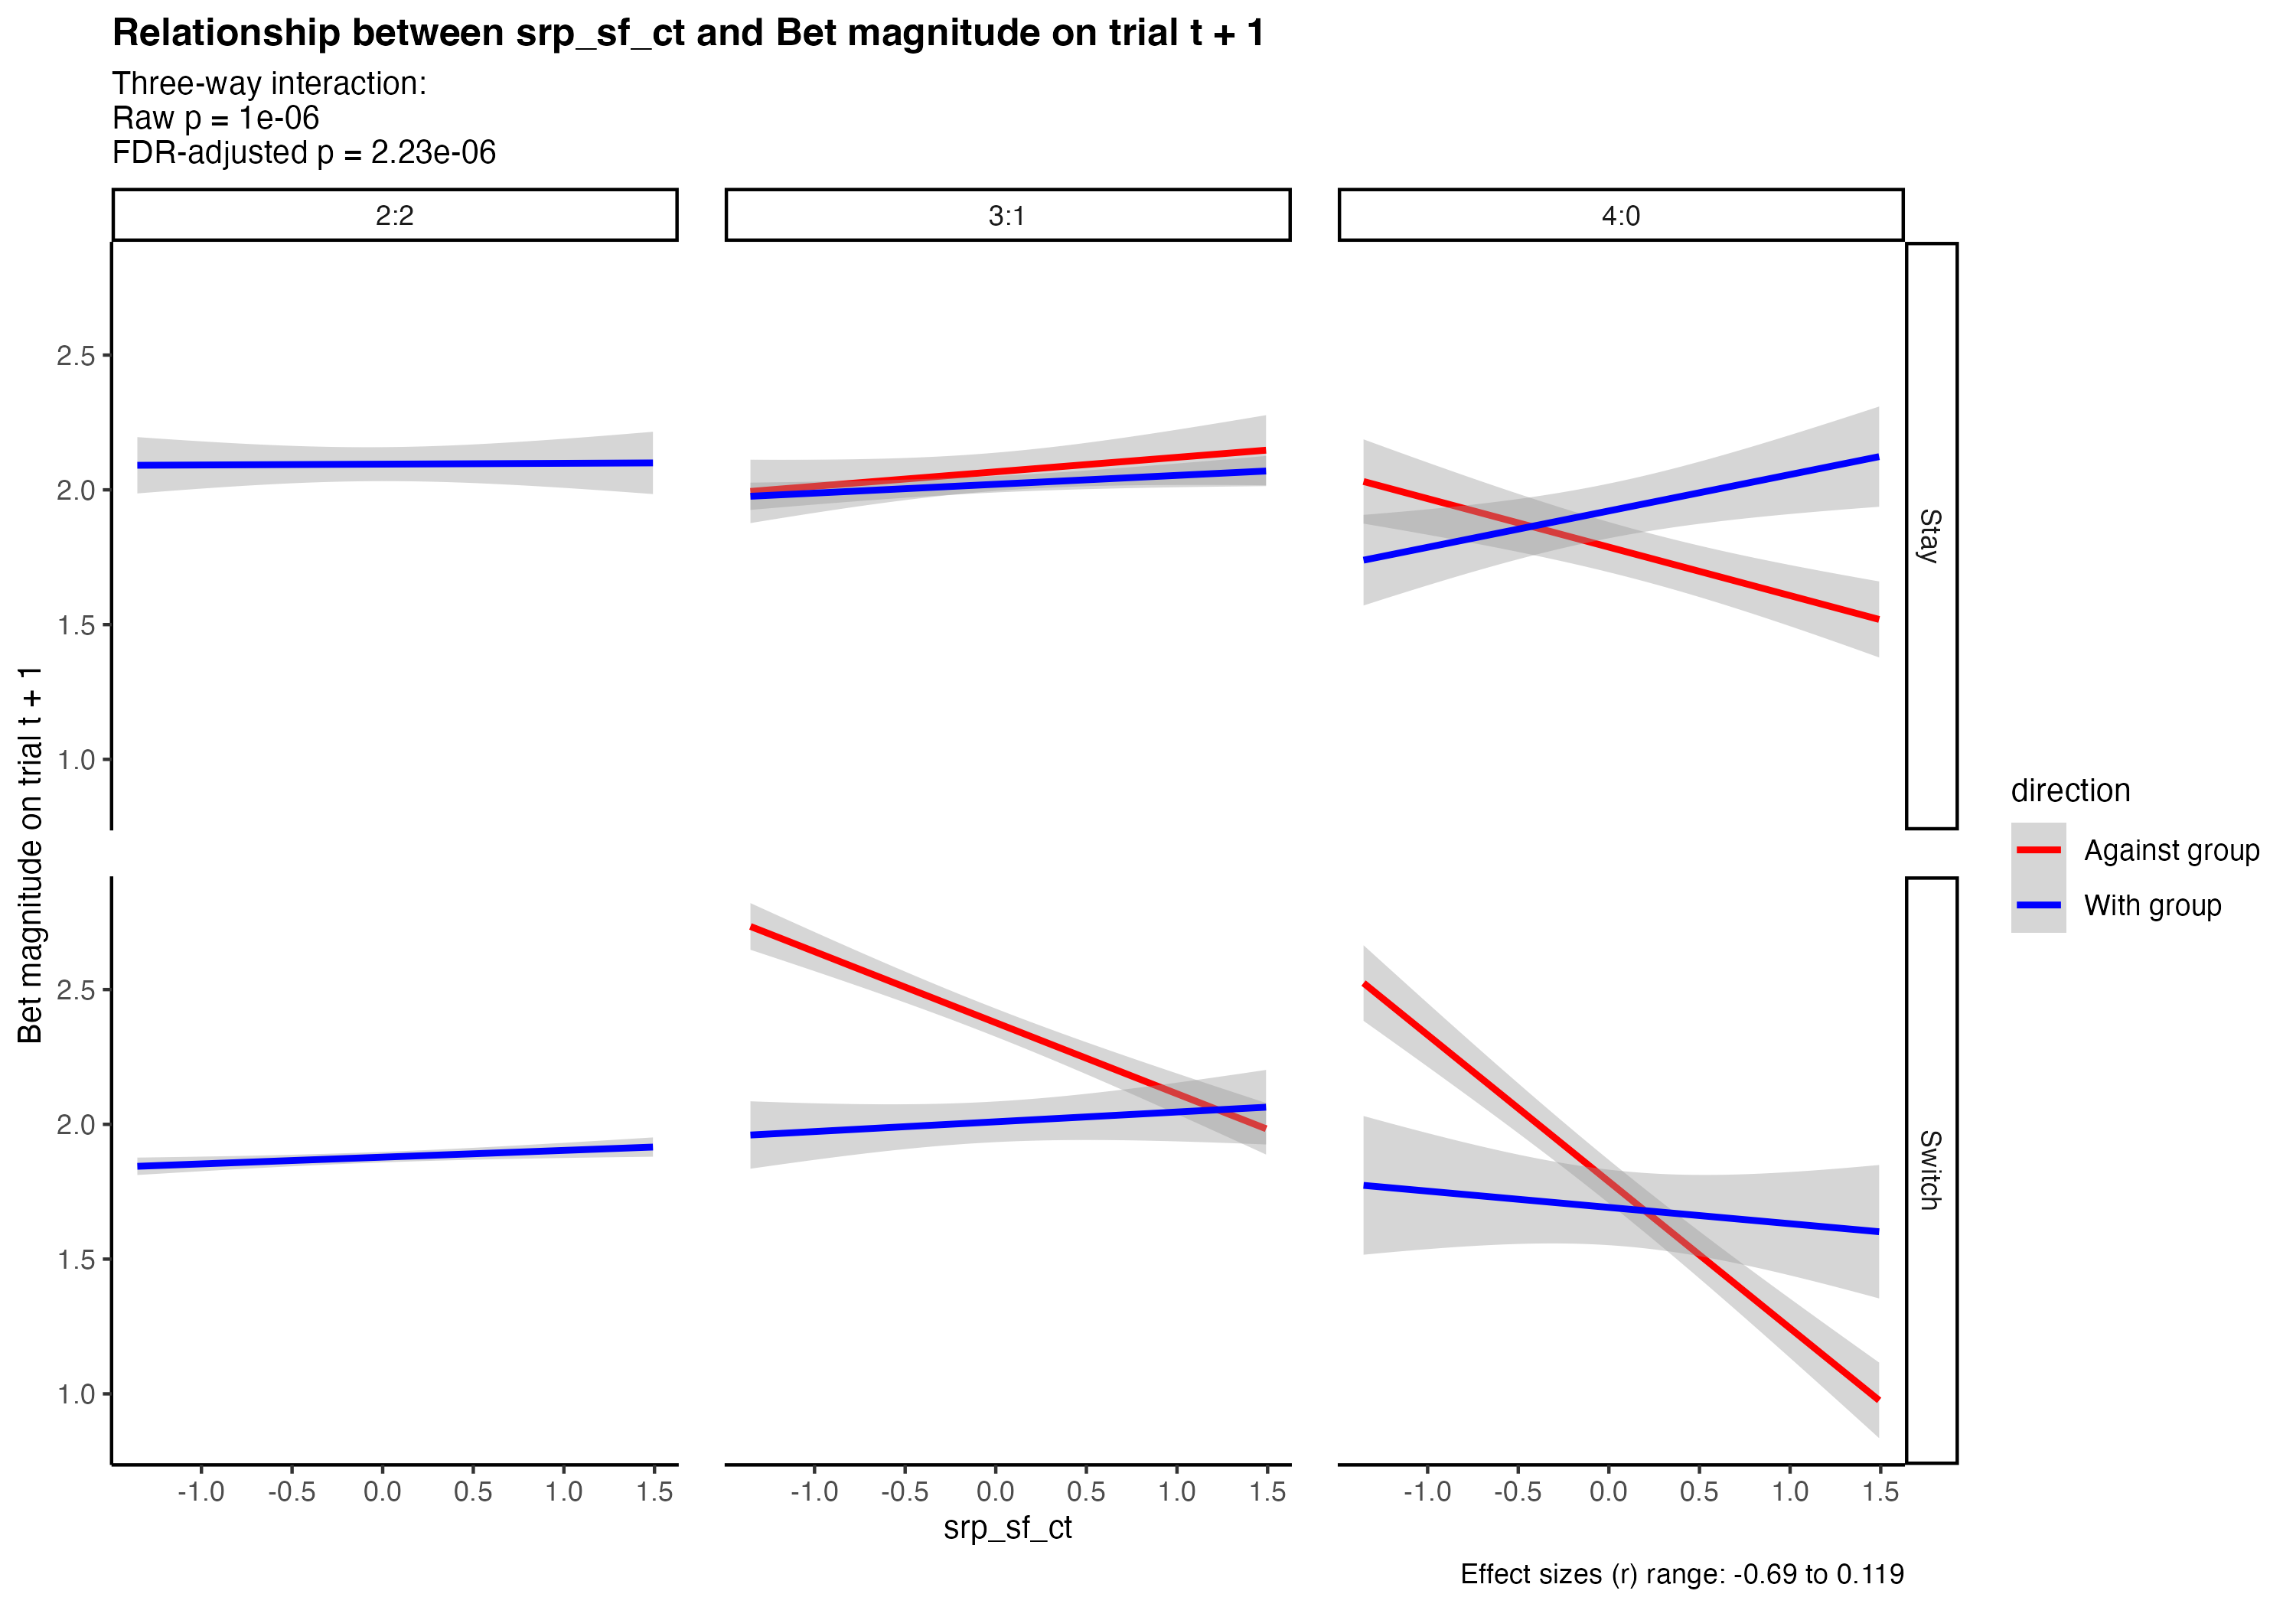 Relationship between srp_sf_ct and Bet magnitude on trial t + 1
Three-way interaction:
Raw p = 1e-06
FDR-adjusted p = 2.23e-06
2:2
3:1
4:0
2.5
2.0
1.5
1.0
Stay
Bet magnitude on trial t + 1
2.5
2.0
1.5
1.0
Switch
direction
Against group
With group
-1.0 -0.5 0.0 0.5 1.0 1.5
-1.0 -0.5 0.0 0.5 1.0 1.5
-1.0 -0.5 0.0 0.5 1.0 1.5
srp_sf_ct
Effect sizes (r) range: -0.69 to 0.119